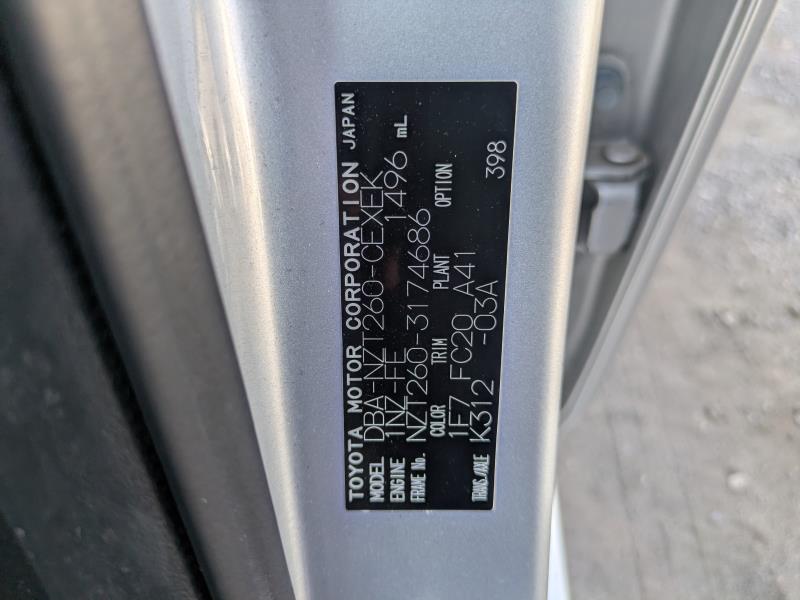 TOYOTA MOTOR CORPORATION JAPAN
MODEL DBA-NZT260-CEXEK
ENGINE 1NZ-FE 1496 mL
FRAME No. NZT260-3174686
COLOR TRIM PLANT OPTION
1F7 FC20 A41
TRANS/AXLE K312 -03A 398